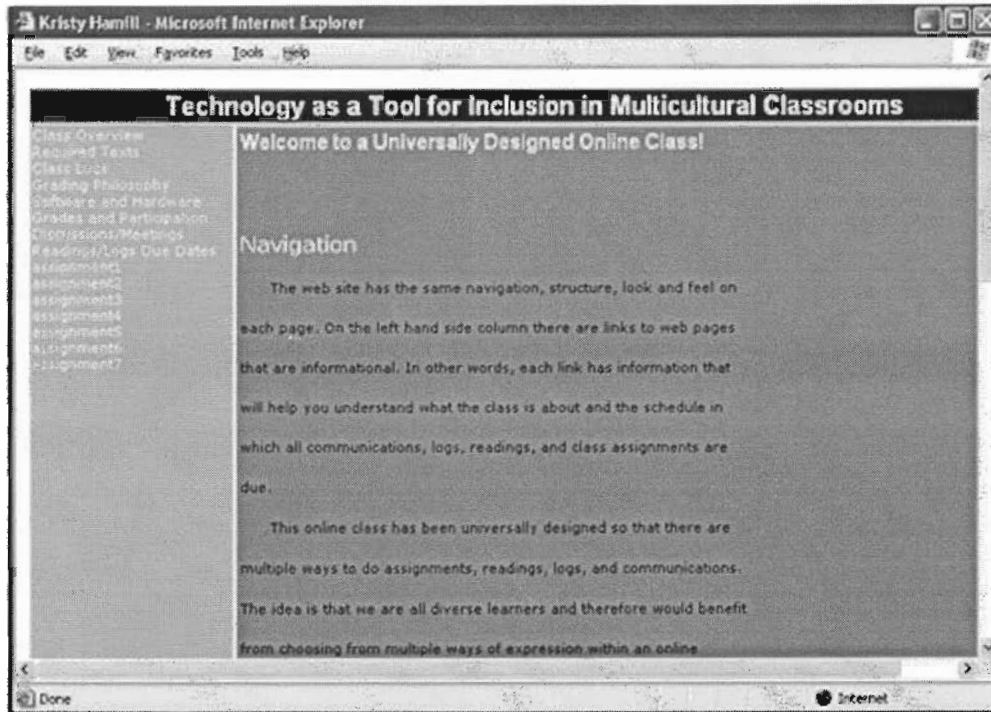 Kristy Hamill - Microsoft Internet Explorer
File Edit View Favorites Tools Help
Technology as a Tool for Inclusion in Multicultural Classrooms
Class Overview
Required Texts
Class
Grading Philosophy
Software and Hardware
Grades and Participation
Discussions/Meetings
Readings/Logs Due Dates
assignment1
assignment2
assignment3
assignment4
assignment5
assignment6
assignment7
Welcome to a Universally Designed Online Class!
Navigation
The web site has the same navigation, structure, look and feel on
each page. On the left hand side column there are links to web pages
that are informational. In other words, each link has information that
will help you understand what the class is about and the schedule in
which all communications, logs, readings, and class assignments are
due.
This online class has been universally designed so that there are
multiple ways to do assignments, readings, logs, and communications.
The idea is that we are all diverse learners and therefore would benefit
from choosing from multiple ways of expression within an online
Done
Internet